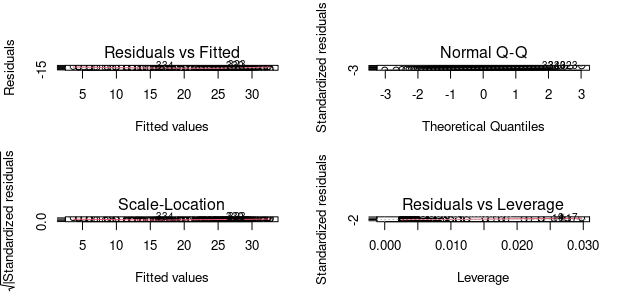 Residuals vs Fitted
Residuals
-15
5 10 15 20 25 30
Fitted values
Normal Q-Q
Standardized residuals
-3
-3 -2 -1 0 1 2 3
Theoretical Quantiles
Scale-Location
√|Standardized residuals
0.0
5 10 15 20 25 30
Fitted values
Residuals vs Leverage
Standardized residuals
-2
0.000 0.010 0.020 0.030
Leverage